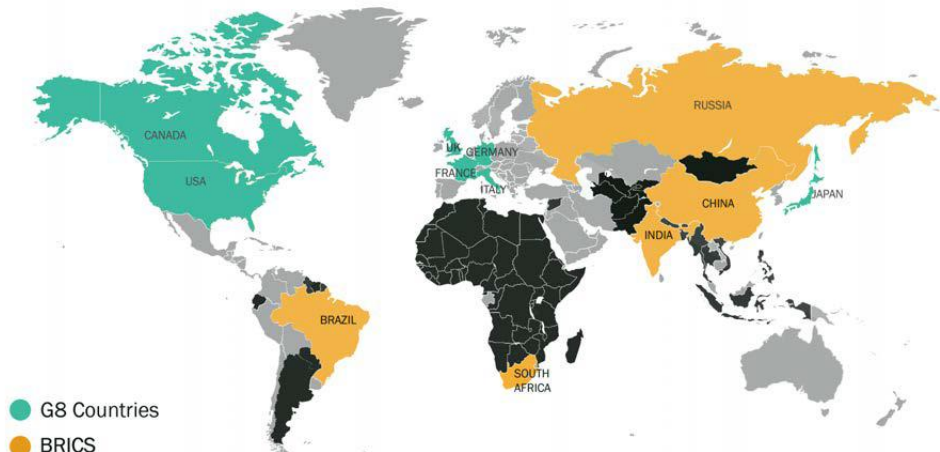 CANADA
USA
UK
GERMANY
FRANCE
ITALY
RUSSIA
CHINA
JAPAN
INDIA
BRAZIL
SOUTH
AFRICA
G8 Countries
BRICS